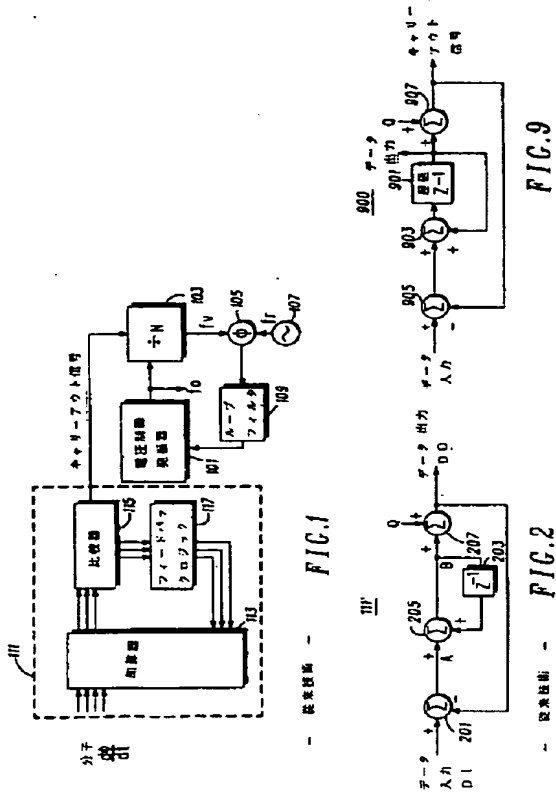 111
分子
dθ
dt
加算器
113
比較器
115
フィードバックロジック
117
キャリーアウト信号
÷N
103
fv
fo
電圧制御
発振器
101
φ
105
fr
107
ループ
フィルタ
109
FIG.1
- 従来技術 -
111'
データ
入力
DI
+
-
201
A
+
+
205
B
Z-1
203
Q
+
+
207
データ出力
DO
FIG.2
- 従来技術 -
900
データ
入力
+
-
905
+
+
903
901
遅延
Z-1
データ
出力
Q
+
+
907
キャリー
アウト
信号
FIG.9